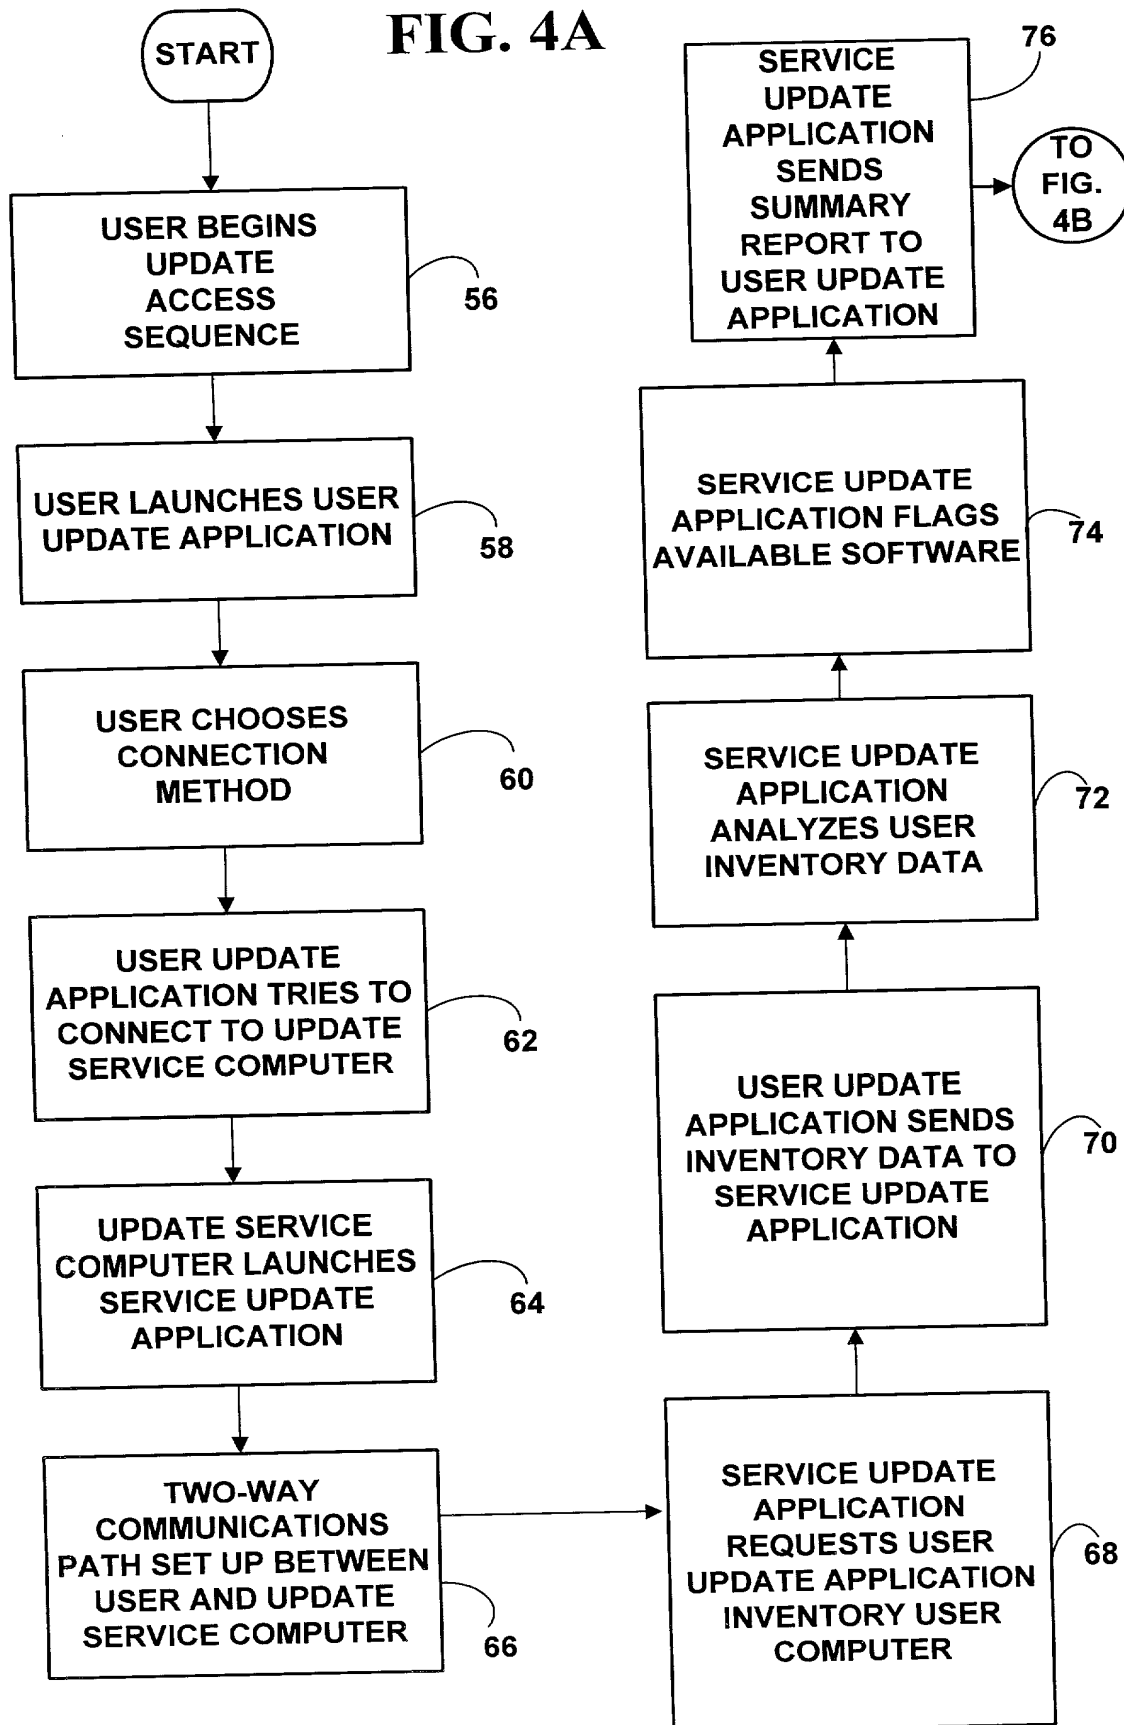 FIG. 4A
START
USER BEGINS
UPDATE
ACCESS
SEQUENCE
56
USER LAUNCHES USER
UPDATE APPLICATION
58
USER CHOOSES
CONNECTION
METHOD
60
USER UPDATE
APPLICATION TRIES TO
CONNECT TO UPDATE
SERVICE COMPUTER
62
UPDATE SERVICE
COMPUTER LAUNCHES
SERVICE UPDATE
APPLICATION
64
TWO-WAY
COMMUNICATIONS
PATH SET UP BETWEEN
USER AND UPDATE
SERVICE COMPUTER
66
SERVICE UPDATE
APPLICATION
REQUESTS USER
UPDATE APPLICATION
INVENTORY USER
COMPUTER
68
USER UPDATE
APPLICATION SENDS
INVENTORY DATA TO
SERVICE UPDATE
APPLICATION
70
SERVICE UPDATE
APPLICATION
ANALYZES USER
INVENTORY DATA
72
SERVICE UPDATE
APPLICATION FLAGS
AVAILABLE SOFTWARE
74
SERVICE
UPDATE
APPLICATION
SENDS
SUMMARY
REPORT TO
USER UPDATE
APPLICATION
76
TO
FIG.
4B